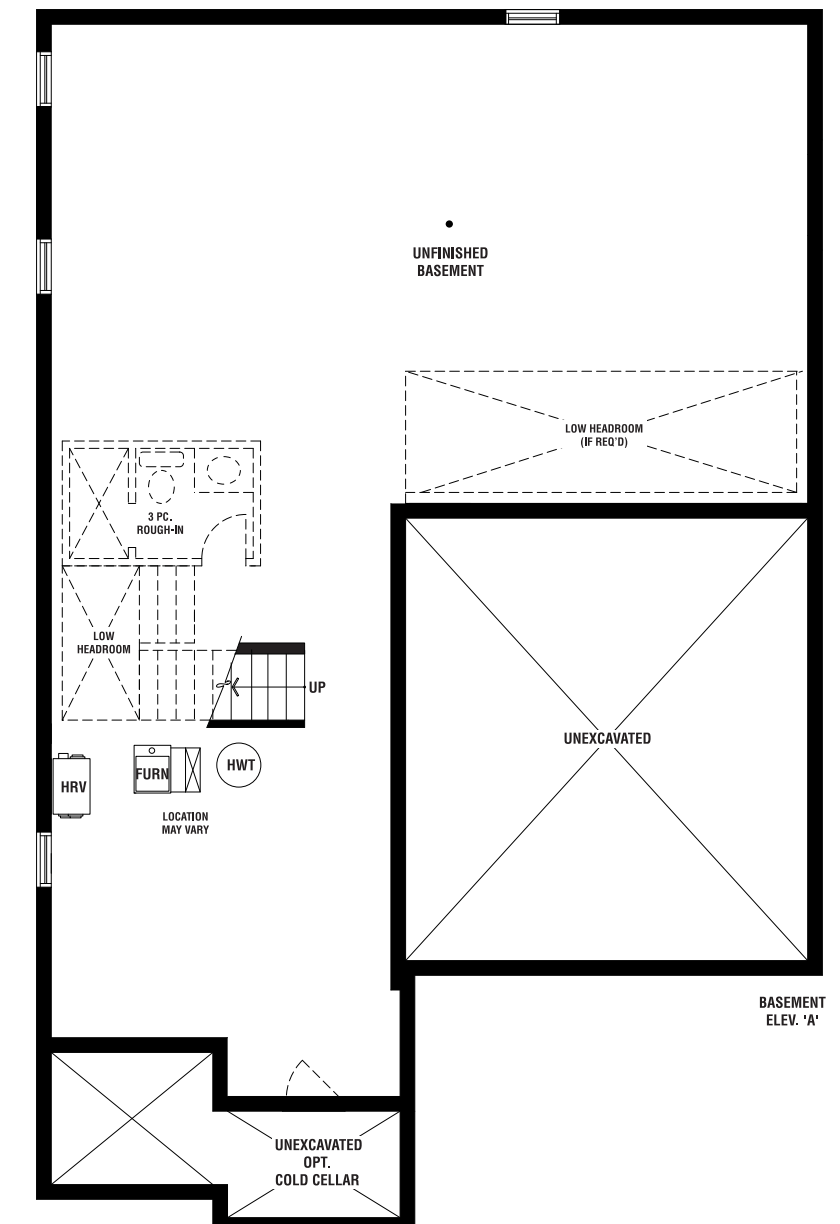 UNFINISHED
BASEMENT
LOW HEADROOM
(IF REQ'D)
3 PC.
ROUGH-IN
LOW
HEADROOM
UP
UNEXCAVATED
HRV
FURN
HWT
LOCATION
MAY VARY
BASEMENT
ELEV. 'A'
UNEXCAVATED
OPT.
COLD CELLAR